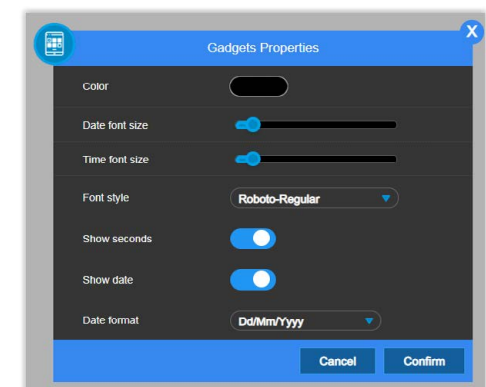 X
Gadgets Properties
Color
Date font size
Time font size
Font style Roboto-Regular
Show seconds
Show date
Date format Dd/Mm/Yyyy
Cancel Confirm